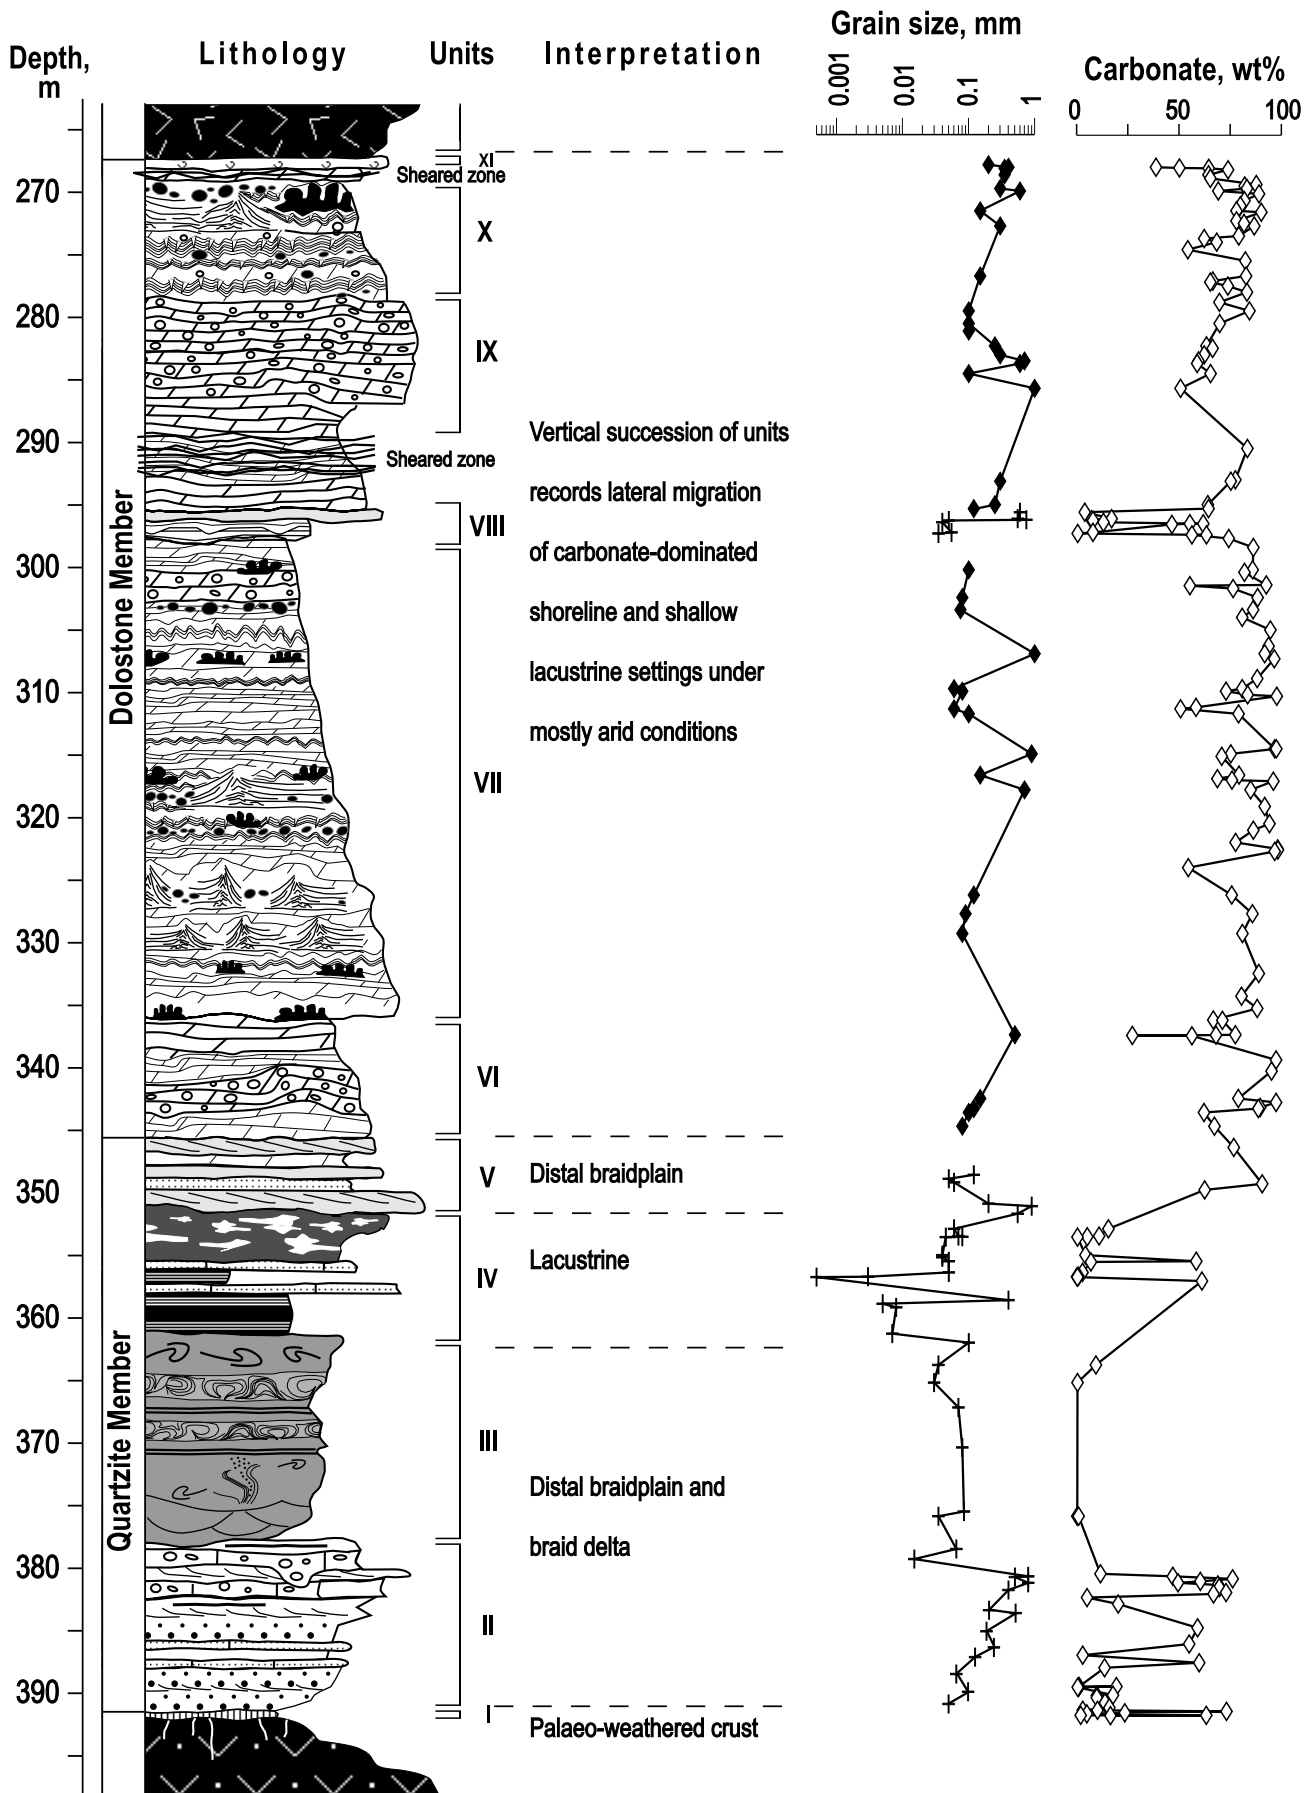 Grain size, mm
Depth,
m
Lithology
Units
Interpretation
Carbonate, wt%
0.001
0.01
0.1
1
0
50
100
XI
Sheared zone
270
X
280
IX
290
Vertical succession of units
Sheared zone
records lateral migration
VIII
of carbonate-dominated
300
shoreline and shallow
Dolostone Member
lacustrine settings under
310
mostly arid conditions
VII
320
330
340
VI
V
Distal braidplain
350
Lacustrine
IV
360
Quartzite Member
370
III
Distal braidplain and
braid delta
380
II
390
I
Palaeo-weathered crust